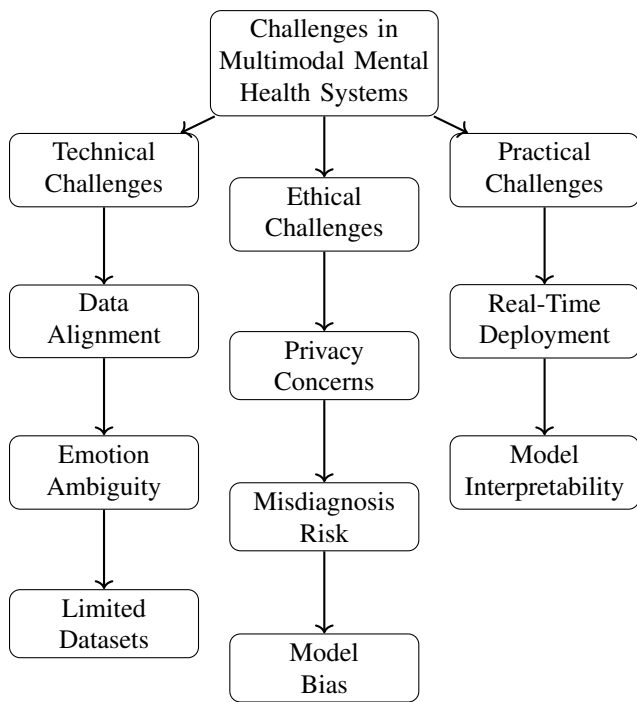 Challenges in
Multimodal Mental
Health Systems
Technical
Challenges
Ethical
Challenges
Practical
Challenges
Data
Alignment
Privacy
Concerns
Real-Time
Deployment
Emotion
Ambiguity
Misdiagnosis
Risk
Model
Interpretability
Limited
Datasets
Model
Bias